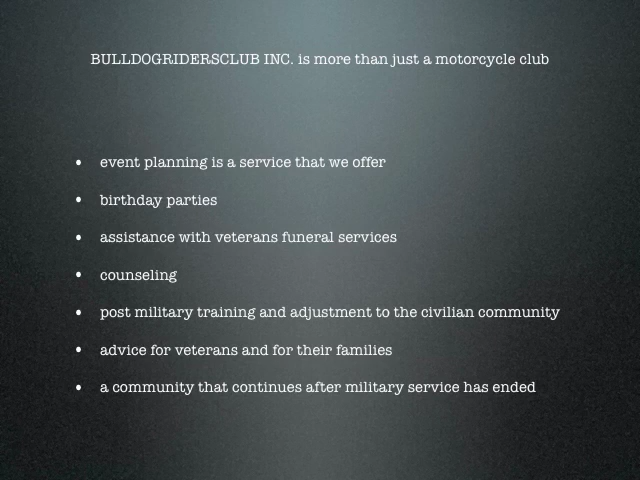 BULLDOGRIDERSCLUB INC. is more than just a motorcycle club
• event planning is a service that we offer
• birthday parties
• assistance with veterans funeral services
• counseling
• post military training and adjustment to the civilian community
• advice for veterans and for their families
• a community that continues after military service has ended